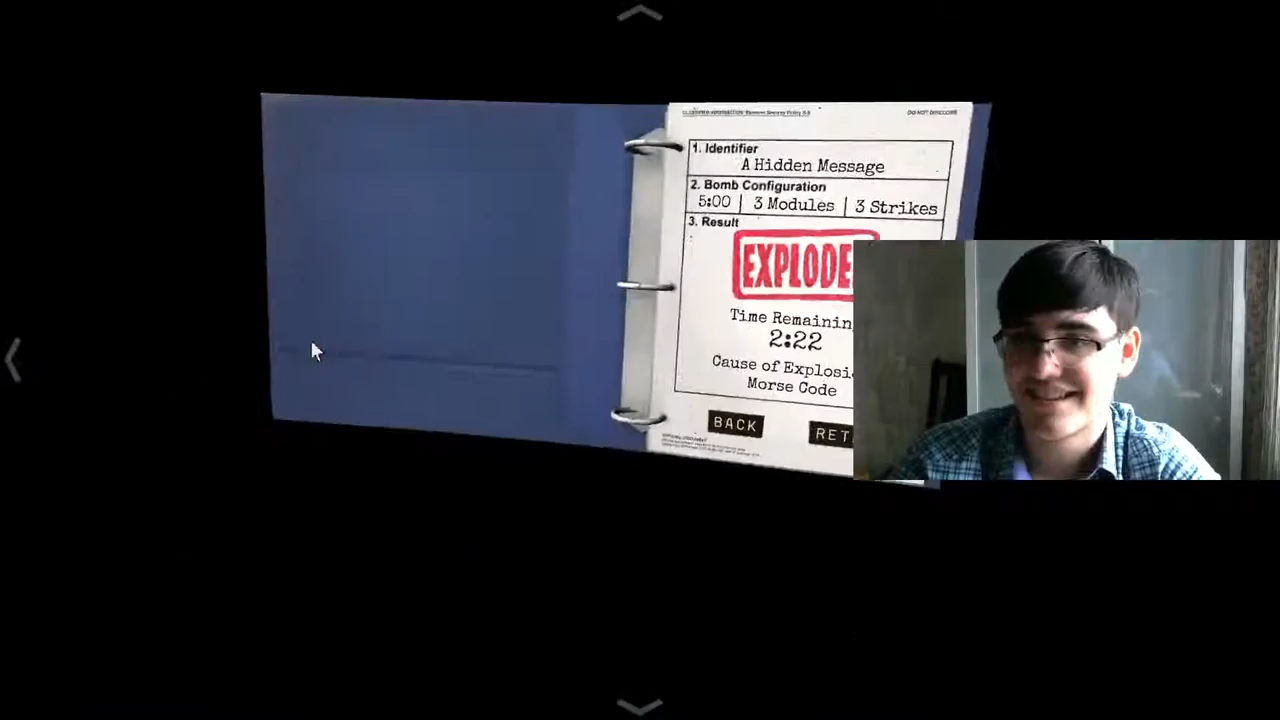 DO NOT DISCLOSE
1. Identifier
A Hidden Message
2. Bomb Configuration
5:00 | 3 Modules | 3 Strikes
3. Result
EXPLODE
Time Remainin
2:22
Cause of Explosi
Morse Code
BACK
RET